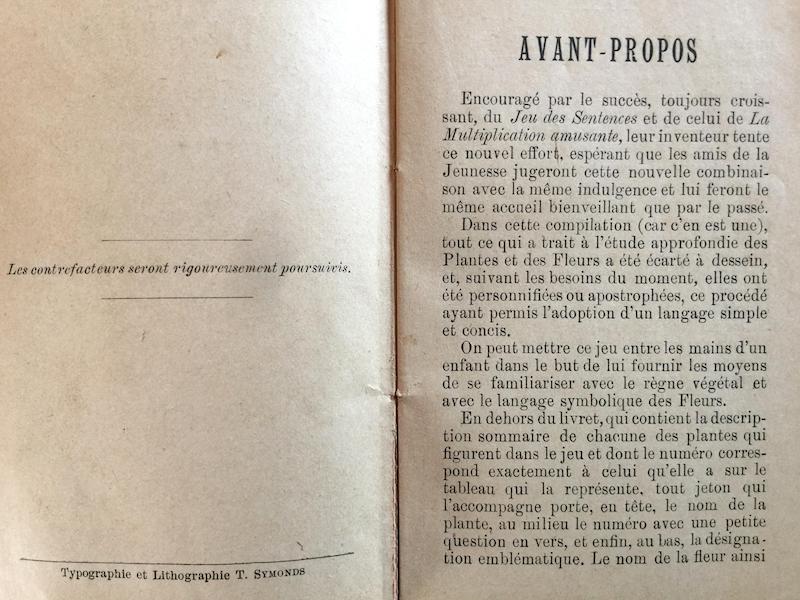 Les contrefacteurs seront rigoureusement poursuivis.
Typographie et Lithographie T. SYMONDS
AVANT-PROPOS
Encouragé par le succès, toujours crois-
sant, du Jeu des Sentences et de celui de La
Multiplication amusante, leur inventeur tente
ce nouvel effort, espérant que les amis de la
Jeunesse jugeront cette nouvelle combinai-
son avec la même indulgence et lui feront le
même accueil bienveillant que par le passé.
Dans cette compilation (car c'en est une),
tout ce qui a trait à l'étude approfondie des
Plantes et des Fleurs a été écarté à dessein,
et, suivant les besoins du moment, elles ont
été personnifiées ou apostrophées, ce procédé
ayant permis l'adoption d'un langage simple
et concis.
On peut mettre ce jeu entre les mains d'un
enfant dans le but de lui fournir les moyens
de se familiariser avec le règne végétal et
avec le langage symbolique des Fleurs.
En dehors du livret, qui contient la descrip-
tion sommaire de chacune des plantes qui
figurent dans le jeu et dont le numéro corres-
pond exactement à celui qu'elle a sur le
tableau qui la représente, tout jeton qui
l'accompagne porte, en tête, le nom de la
plante, au milieu le numéro avec une petite
question en vers, et enfin, au bas, la désigna-
tion emblématique. Le nom de la fleur ainsi